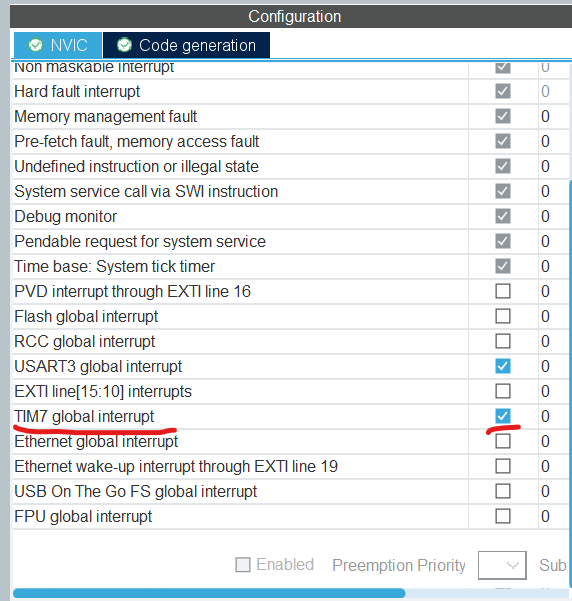 Configuration
NVIC Code generation
Non maskable interrupt 0
Hard fault interrupt 0
Memory management fault 0
Pre-fetch fault, memory access fault 0
Undefined instruction or illegal state 0
System service call via SWI instruction 0
Debug monitor 0
Pendable request for system service 0
Time base: System tick timer 0
PVD interrupt through EXTI line 16 0
Flash global interrupt 0
RCC global interrupt 0
USART3 global interrupt 0
EXTI line[15:10] interrupts 0
TIM7 global interrupt 0
Ethernet global interrupt 0
Ethernet wake-up interrupt through EXTI line 19 0
USB On The Go FS global interrupt 0
FPU global interrupt 0
Enabled Preemption Priority Sub